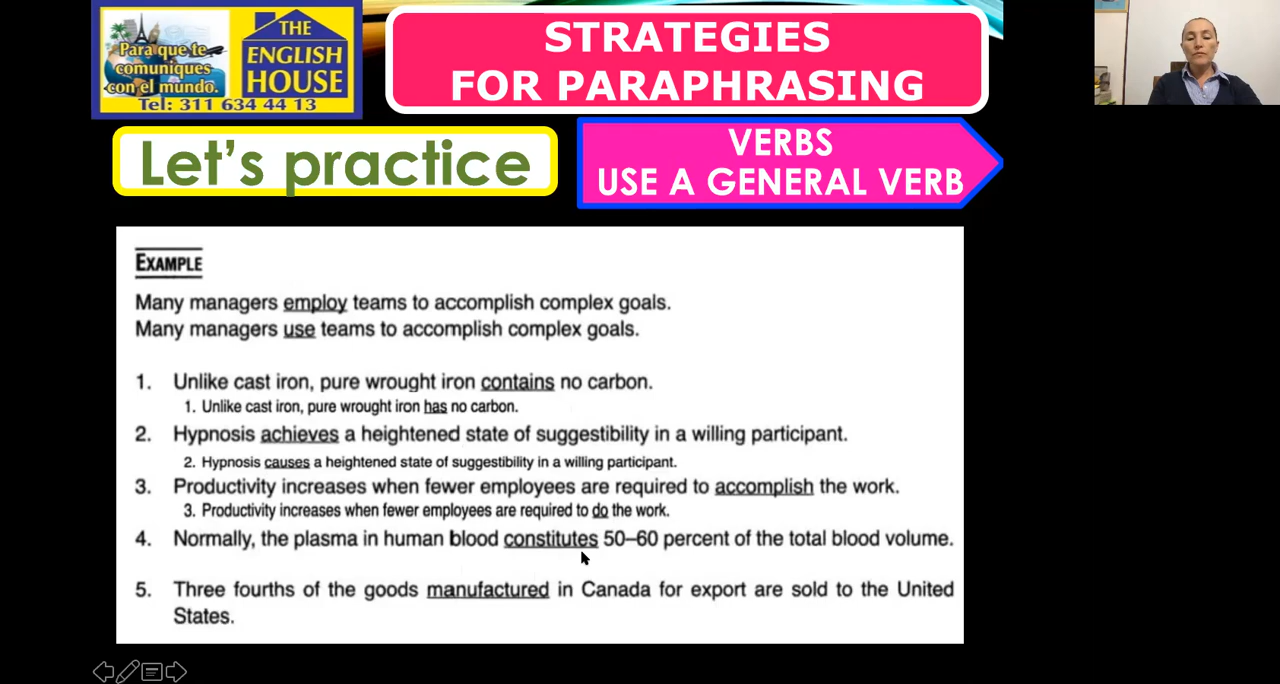 Para que te
comuniques
con el mundo.
THE
ENGLISH
HOUSE
Tel: 311 634 44 13
STRATEGIES
FOR PARAPHRASING
Let's practice
VERBS
USE A GENERAL VERB
EXAMPLE
Many managers employ teams to accomplish complex goals.
Many managers use teams to accomplish complex goals.
1. Unlike cast iron, pure wrought iron contains no carbon.
1. Unlike cast iron, pure wrought iron has no carbon.
2. Hypnosis achieves a heightened state of suggestibility in a willing participant.
2. Hypnosis causes a heightened state of suggestibility in a willing participant.
3. Productivity increases when fewer employees are required to accomplish the work.
3. Productivity increases when fewer employees are required to do the work.
4. Normally, the plasma in human blood constitutes 50–60 percent of the total blood volume.
5. Three fourths of the goods manufactured in Canada for export are sold to the United
States.